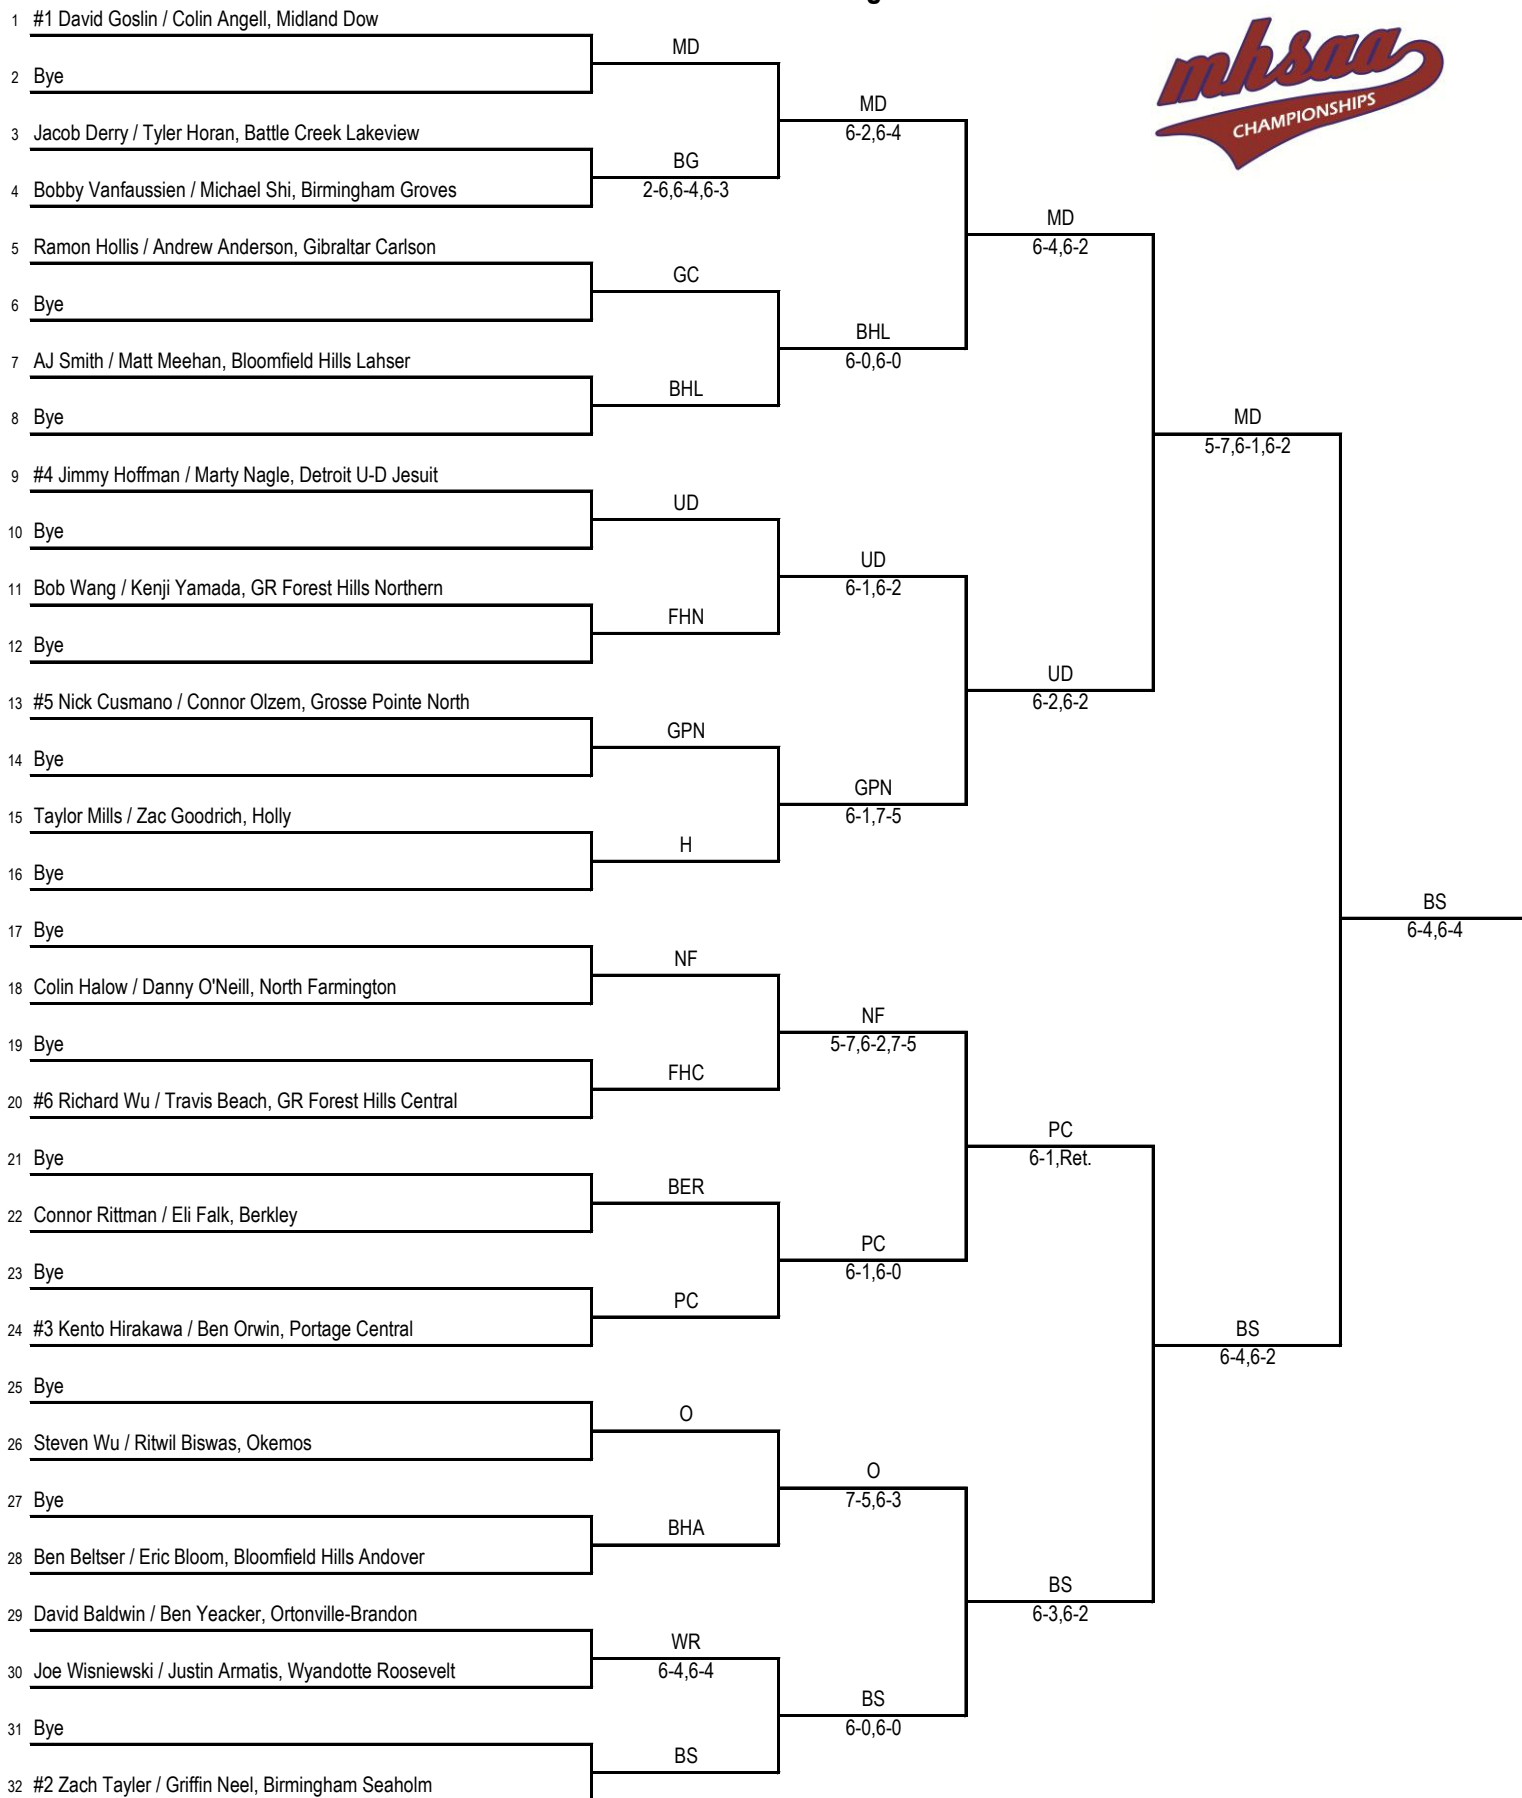 mhsaa
CHAMPIONSHIPS
1 #1 David Goslin / Colin Angell, Midland Dow
MD
2 Bye
MD
6-2,6-4
3 Jacob Derry / Tyler Horan, Battle Creek Lakeview
BG
2-6,6-4,6-3
4 Bobby Vanfaussien / Michael Shi, Birmingham Groves
MD
6-4,6-2
5 Ramon Hollis / Andrew Anderson, Gibraltar Carlson
GC
6 Bye
BHL
6-0,6-0
7 AJ Smith / Matt Meehan, Bloomfield Hills Lahser
BHL
8 Bye
MD
5-7,6-1,6-2
9 #4 Jimmy Hoffman / Marty Nagle, Detroit U-D Jesuit
UD
10 Bye
UD
6-1,6-2
11 Bob Wang / Kenji Yamada, GR Forest Hills Northern
FHN
12 Bye
UD
6-2,6-2
13 #5 Nick Cusmano / Connor Olzem, Grosse Pointe North
GPN
14 Bye
GPN
6-1,7-5
15 Taylor Mills / Zac Goodrich, Holly
H
16 Bye
BS
6-4,6-4
17 Bye
NF
18 Colin Halow / Danny O'Neill, North Farmington
NF
5-7,6-2,7-5
19 Bye
FHC
20 #6 Richard Wu / Travis Beach, GR Forest Hills Central
PC
6-1,Ret.
21 Bye
BER
22 Connor Rittman / Eli Falk, Berkley
PC
6-1,6-0
23 Bye
PC
24 #3 Kento Hirakawa / Ben Orwin, Portage Central
BS
6-4,6-2
25 Bye
O
26 Steven Wu / Ritwil Biswas, Okemos
O
7-5,6-3
27 Bye
BHA
28 Ben Beltser / Eric Bloom, Bloomfield Hills Andover
BS
6-3,6-2
29 David Baldwin / Ben Yeacker, Ortonville-Brandon
WR
6-4,6-4
30 Joe Wisniewski / Justin Armatis, Wyandotte Roosevelt
BS
6-0,6-0
31 Bye
BS
32 #2 Zach Tayler / Griffin Neel, Birmingham Seaholm